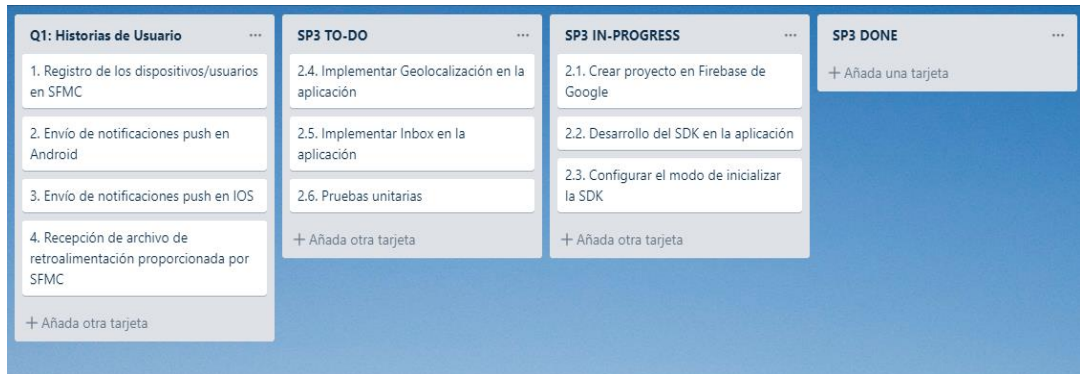 Q1: Historias de Usuario
1. Registro de los dispositivos/usuarios
en SFMC
2. Envío de notificaciones push en
Android
3. Envío de notificaciones push en IOS
4. Recepción de archivo de
retroalimentación proporcionada por
SFMC
+ Añada otra tarjeta
SP3 TO-DO
2.4. Implementar Geolocalización en la
aplicación
2.5. Implementar Inbox en la
aplicación
2.6. Pruebas unitarias
+ Añada otra tarjeta
SP3 IN-PROGRESS
2.1. Crear proyecto en Firebase de
Google
2.2. Desarrollo del SDK en la aplicación
2.3. Configurar el modo de inicializar
la SDK
+ Añada otra tarjeta
SP3 DONE
+ Añada una tarjeta